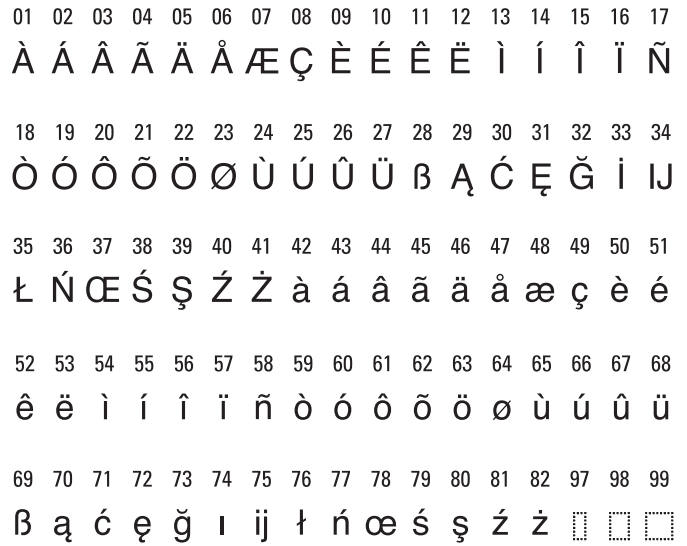 01 02 03 04 05 06 07 08 09 10 11 12 13 14 15 16 17
À Á Â Ã Ä Å Æ Ç È É Ê Ë Ì Í Î Ï Ñ
18 19 20 21 22 23 24 25 26 27 28 29 30 31 32 33 34
Ò Ó Ô Õ Ö Ø Ù Ú Û Ü ß Ą Ć Ę Ğ İ IJ
35 36 37 38 39 40 41 42 43 44 45 46 47 48 49 50 51
Ł Ń Œ Ś Ş Ź Ż à á â ã ä å æ ç è é
52 53 54 55 56 57 58 59 60 61 62 63 64 65 66 67 68
ê ë ì í î ï ñ ò ó ô õ ö ø ù ú û ü
69 70 71 72 73 74 75 76 77 78 79 80 81 82 97 98 99
ß ą ć ę ğ ı ij ł ń œ ś ş ź ż